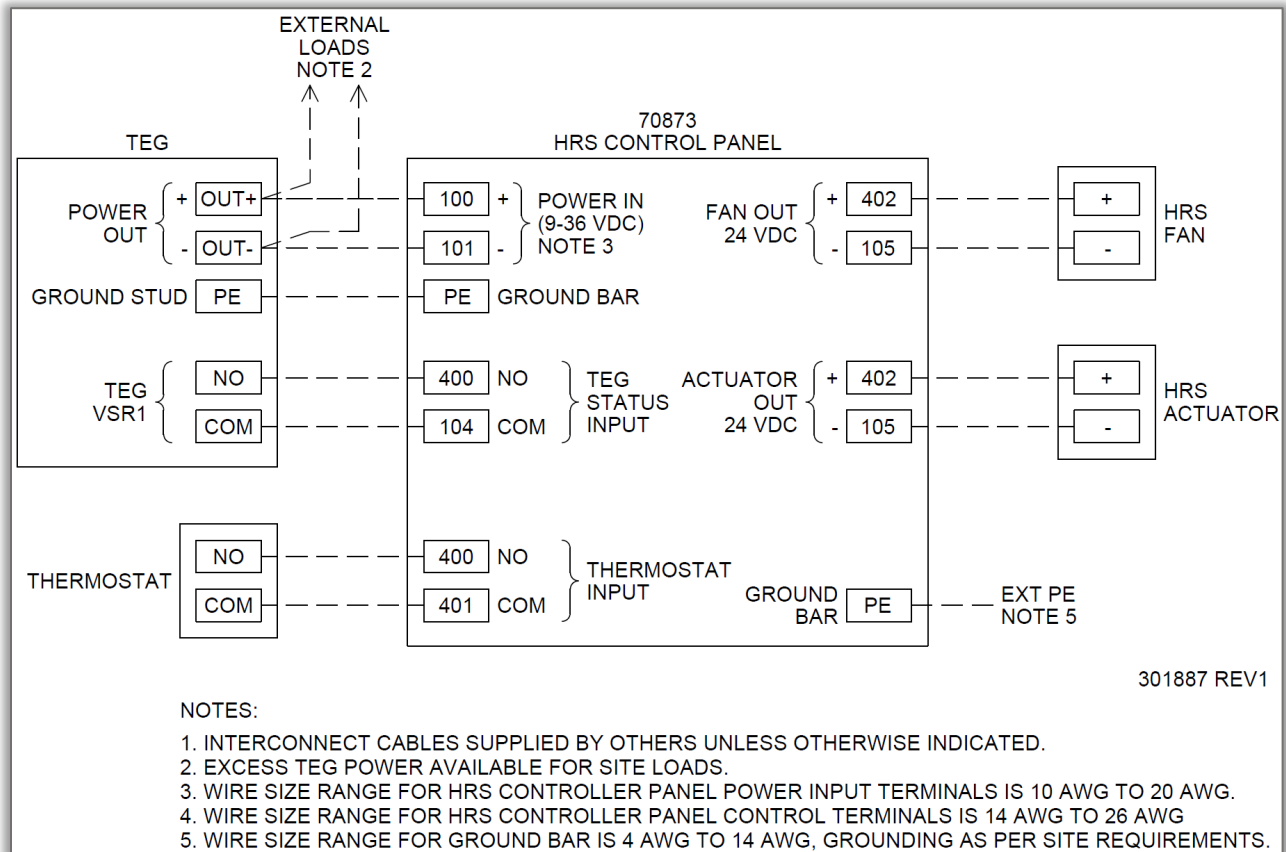 EXTERNAL
LOADS
NOTE 2
TEG
70873
HRS CONTROL PANEL
POWER
OUT
+ OUT+
- OUT-
100 +
101 -
POWER IN
(9-36 VDC)
NOTE 3
FAN OUT
24 VDC
+ 402
- 105
+
-
HRS
FAN
GROUND STUD PE
PE GROUND BAR
TEG
VSR1
NO
COM
400 NO
104 COM
TEG
STATUS
INPUT
ACTUATOR
OUT
24 VDC
+ 402
- 105
+
-
HRS
ACTUATOR
THERMOSTAT
NO
COM
400 NO
401 COM
THERMOSTAT
INPUT
GROUND
BAR
PE
EXT PE
NOTE 5
301887 REV1
NOTES:
1. INTERCONNECT CABLES SUPPLIED BY OTHERS UNLESS OTHERWISE INDICATED.
2. EXCESS TEG POWER AVAILABLE FOR SITE LOADS.
3. WIRE SIZE RANGE FOR HRS CONTROLLER PANEL POWER INPUT TERMINALS IS 10 AWG TO 20 AWG.
4. WIRE SIZE RANGE FOR HRS CONTROLLER PANEL CONTROL TERMINALS IS 14 AWG TO 26 AWG
5. WIRE SIZE RANGE FOR GROUND BAR IS 4 AWG TO 14 AWG, GROUNDING AS PER SITE REQUIREMENTS.